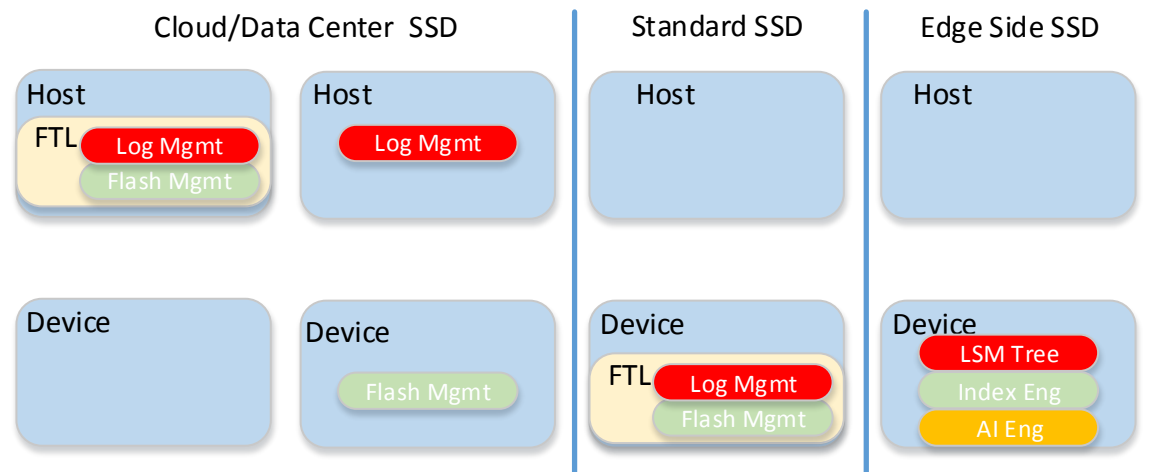 Cloud/Data Center SSD
Standard SSD
Edge Side SSD
Host
FTL
Log Mgmt
Flash Mgmt
Host
Log Mgmt
Host
Host
Device
Device
Flash Mgmt
Device
FTL
Log Mgmt
Flash Mgmt
Device
LSM Tree
Index Eng
AI Eng